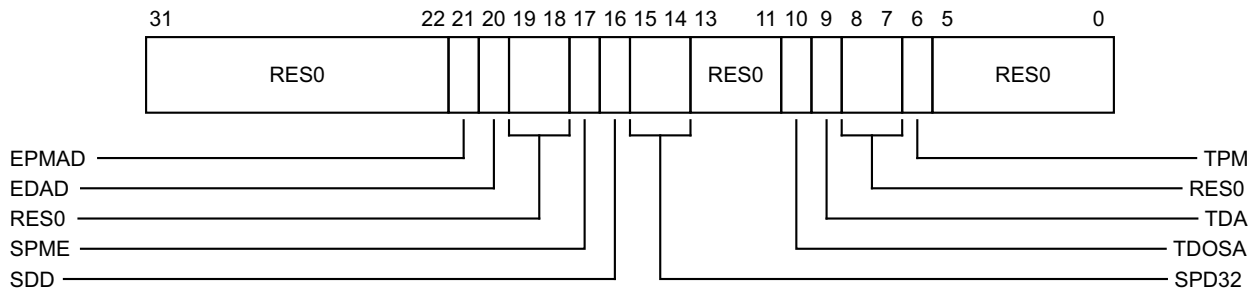 31 22 21 20 19 18 17 16 15 14 13 11 10 9 8 7 6 5 0
RES0 RES0 RES0
EPMAD TPM
EDAD RES0
RES0 TDA
SPME TDOSA
SDD SPD32